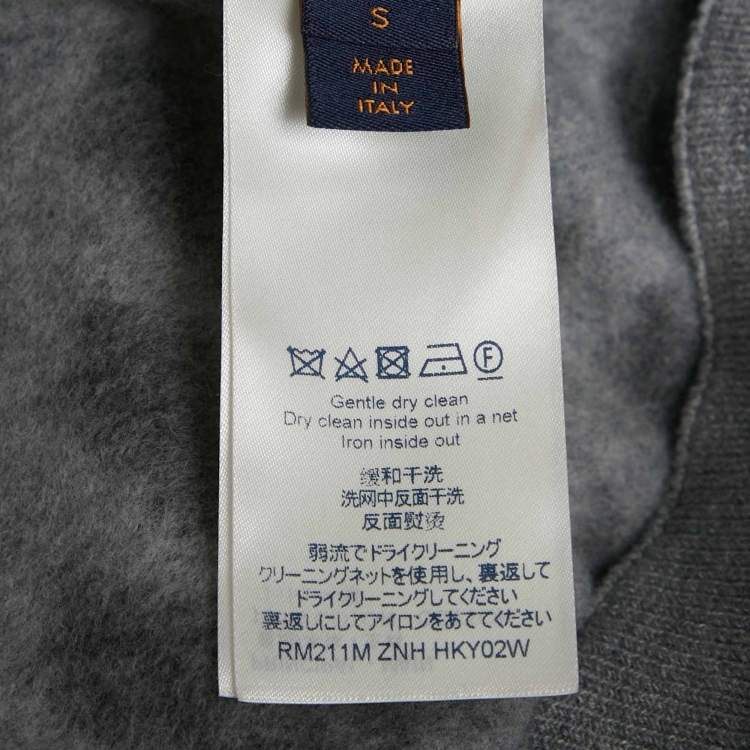 S
MADE
IN
ITALY
F
Gentle dry clean
Dry clean inside out in a net
Iron inside out
缓和干洗
洗网中反面干洗
反面熨烫
弱流でドライクリーニング
クリーニングネットを使用し、裏返して
ドライクリーニングしてください
裏返しにしてアイロンをあててください
RM211M ZNH HKY02W